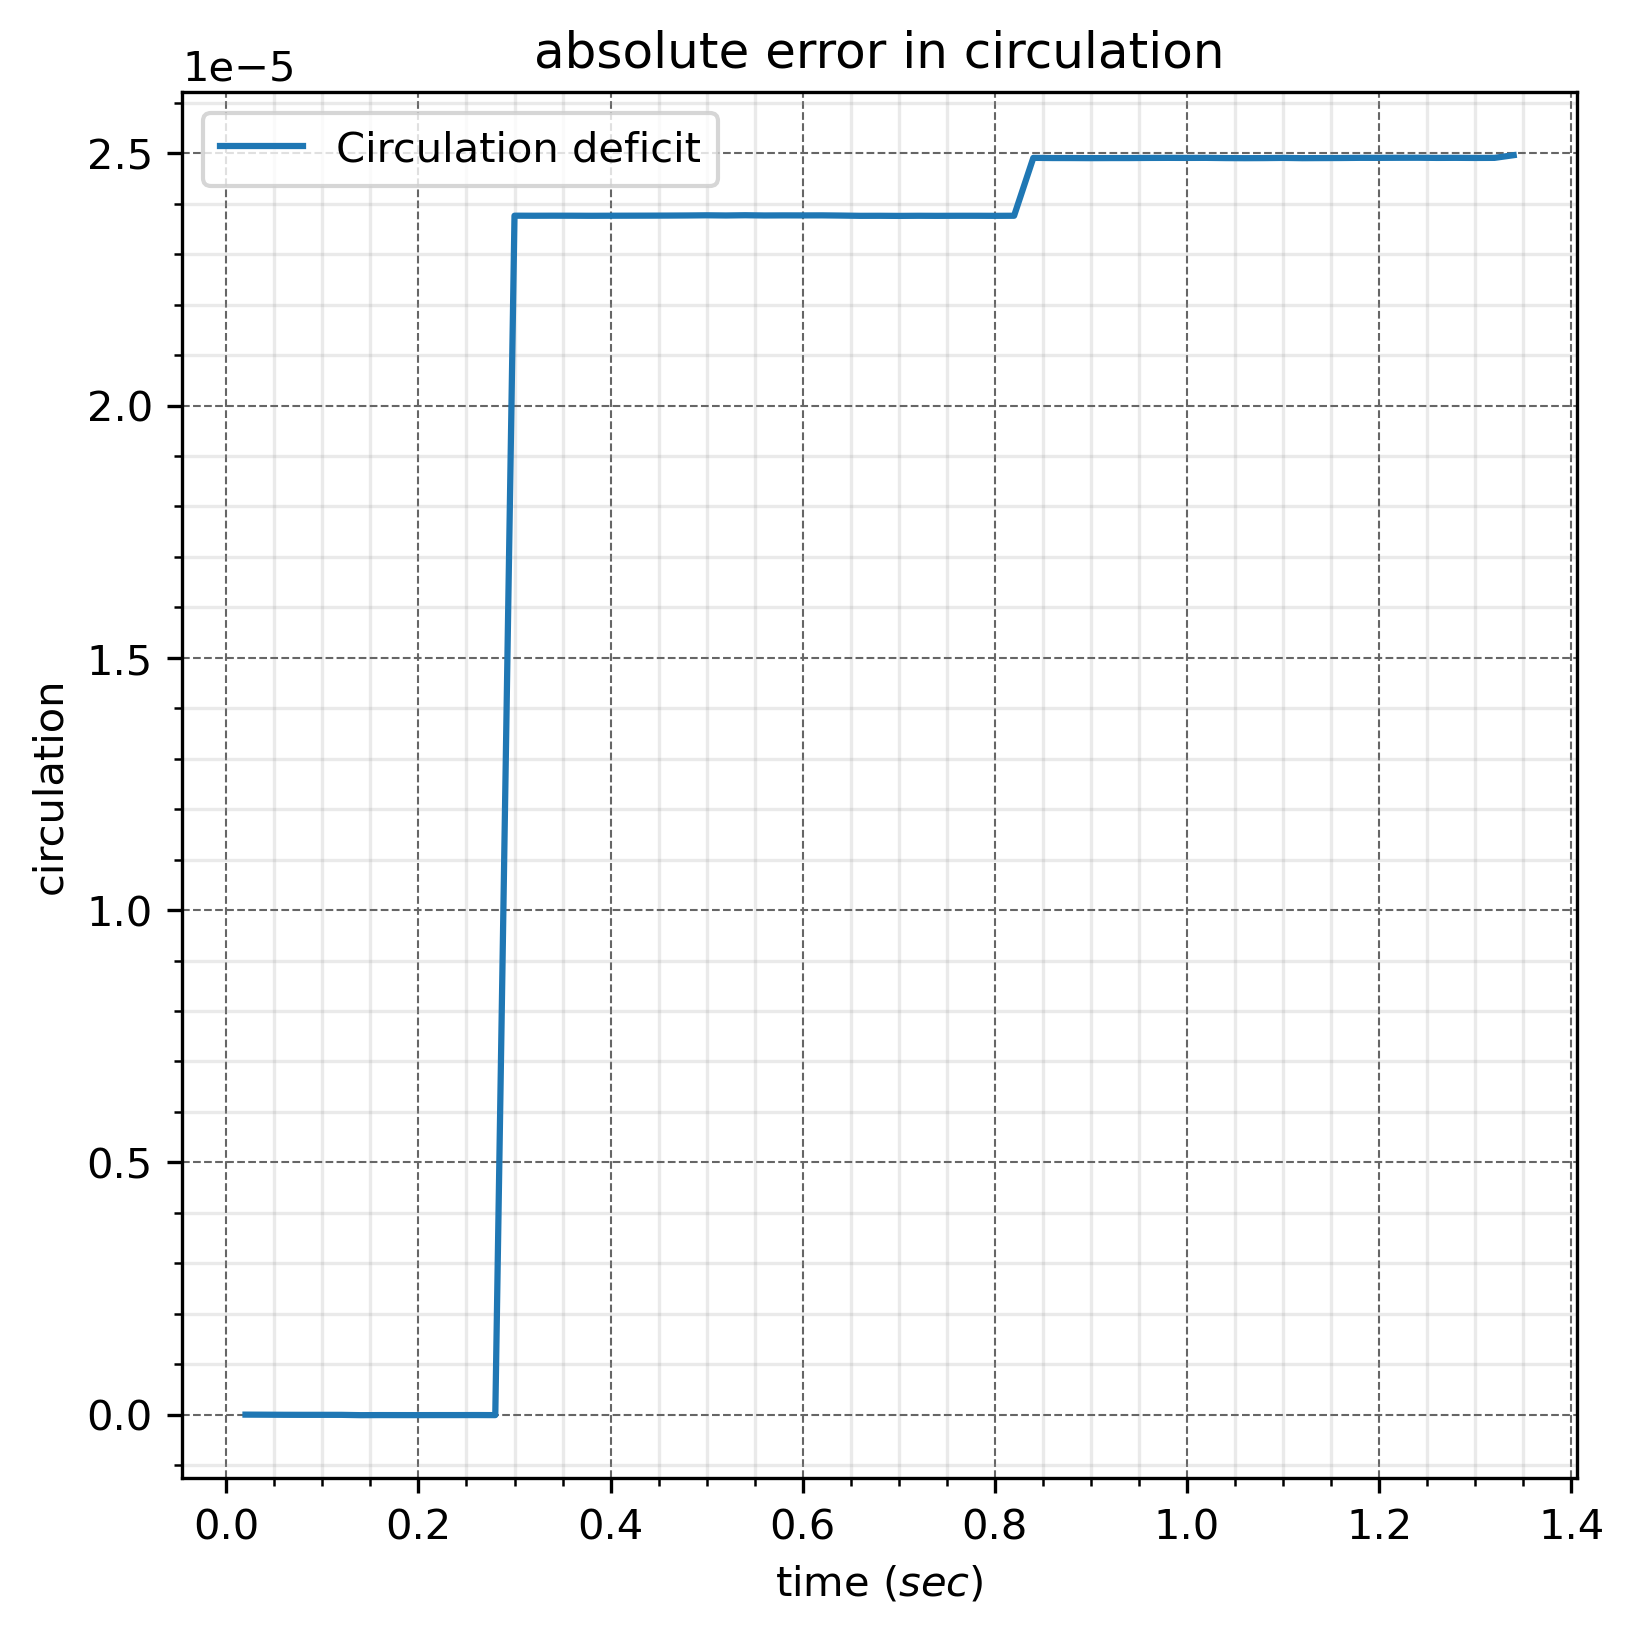 absolute error in circulation
1e−5
Circulation deficit
2.5
2.0
1.5
1.0
0.5
0.0
circulation
0.0 0.2 0.4 0.6 0.8 1.0 1.2 1.4
time (sec)